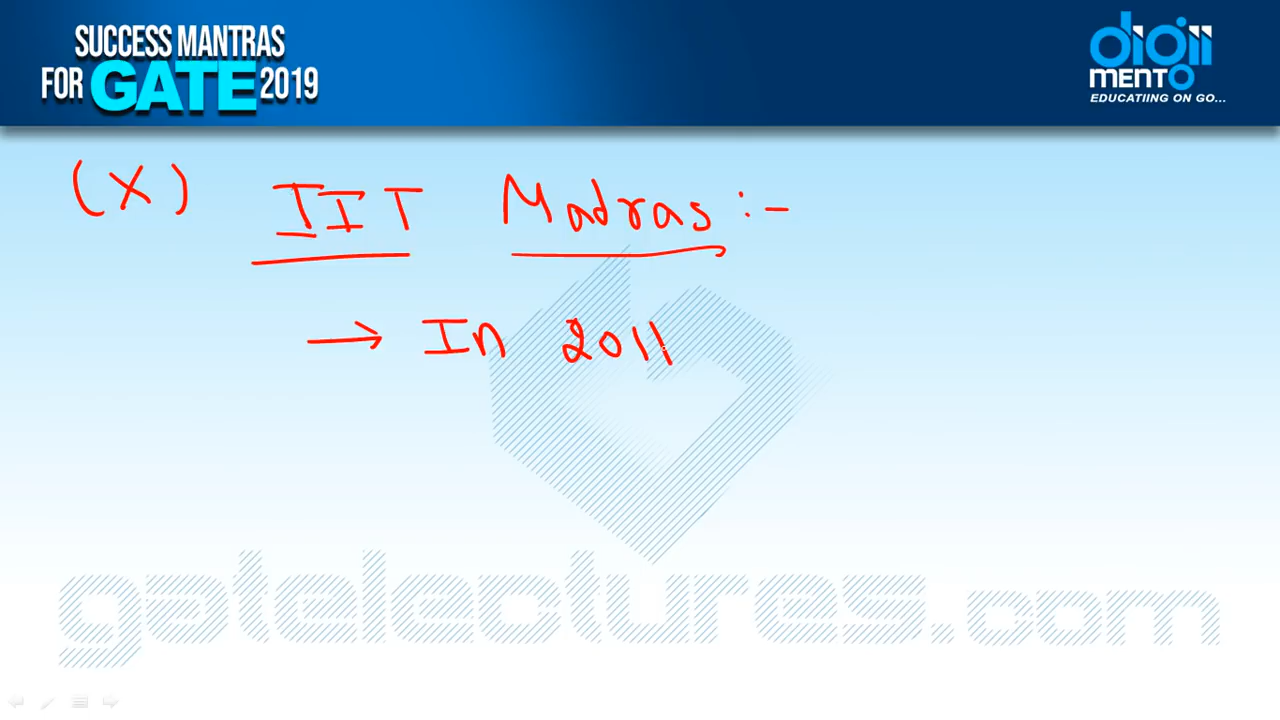 SUCCESS MANTRAS
FOR GATE 2019
digii
MENTO
EDUCATIING ON GO...
(X) IIT Madras :-
→ In 2011
gatelectures.com